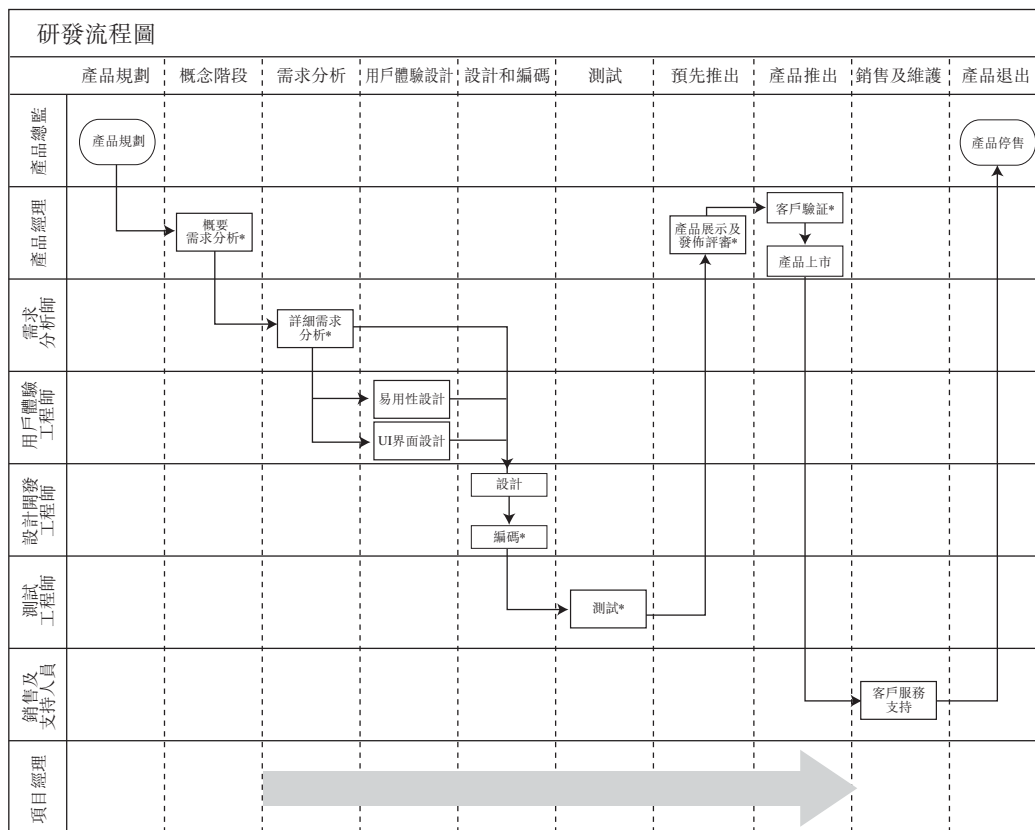 研發流程圖
產品規劃 概念階段 需求分析 用戶體驗設計 設計和編碼 測試 預先推出 產品推出 銷售及維護 產品退出
產品總監
產品規劃
產品停售
產品經理
概要
需求分析*
產品展示及
發佈評審*
客戶驗証*
產品上市
需求
分析師
詳細需求
分析*
用戶體驗
工程師
易用性設計
UI界面設計
設計開發
工程師
設計
編碼*
測試
工程師
測試*
銷售及
支持人員
客戶服務
支持
項目經理